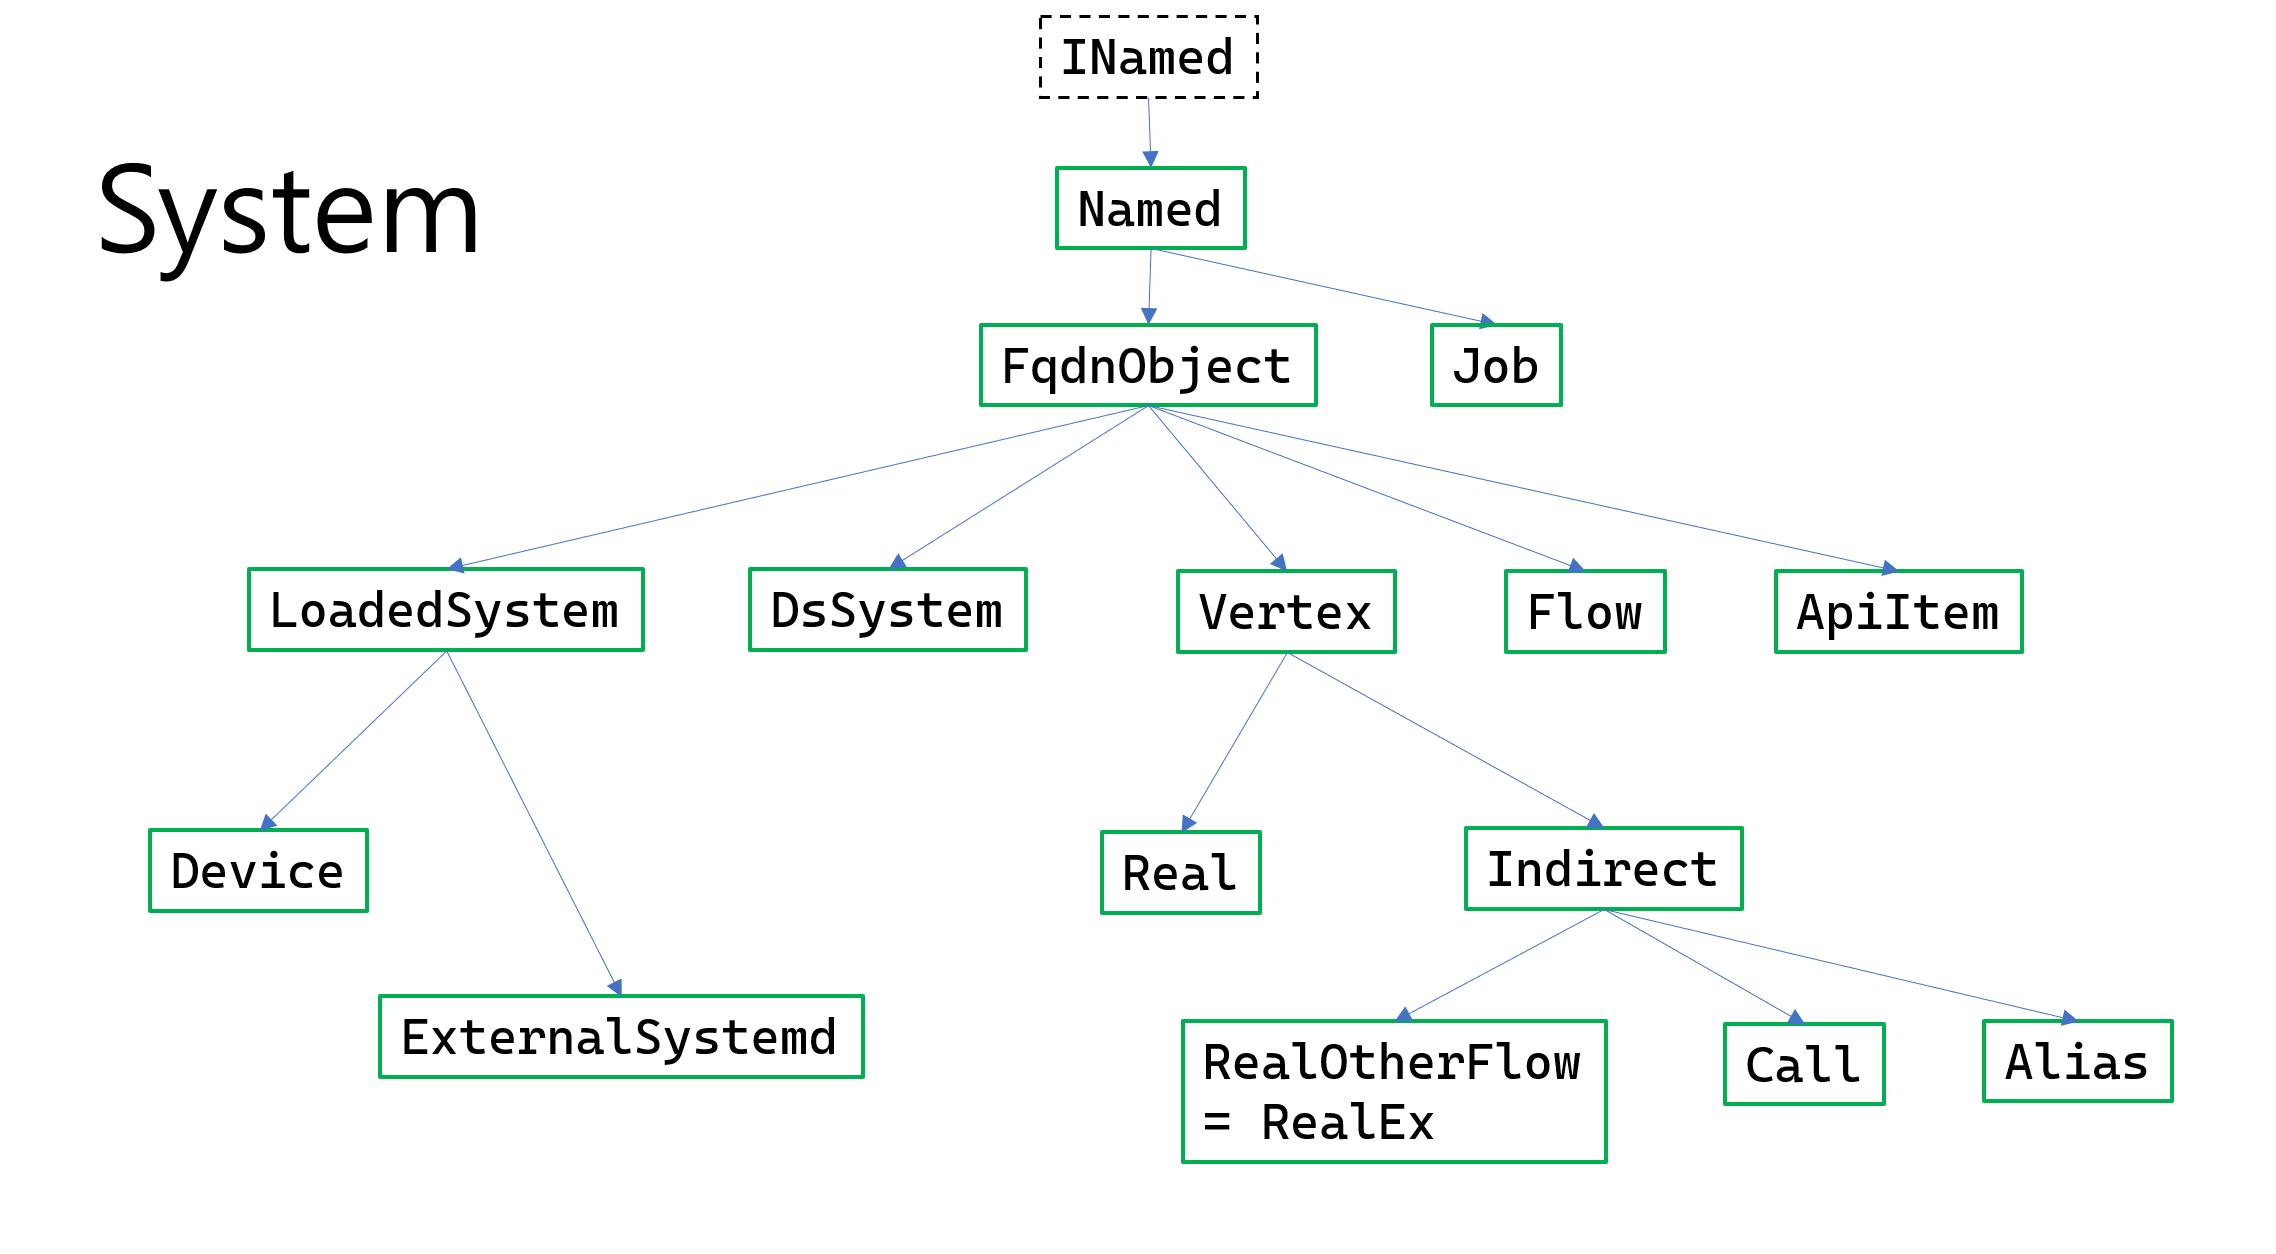 INamed
System
Named
FqdnObject
Job
LoadedSystem
DsSystem
Vertex
Flow
ApiItem
Device
Real
Indirect
ExternalSystemd
RealOtherFlow
= RealEx
Call
Alias